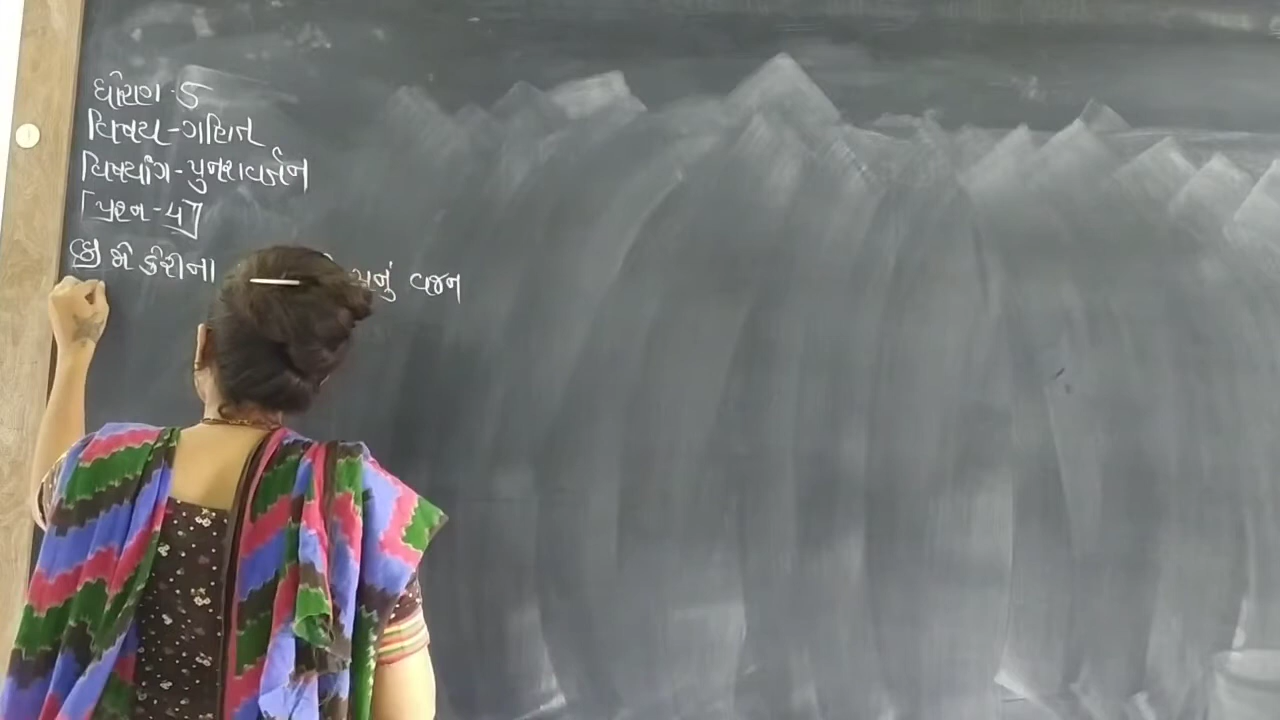 ધોરણ-5
વિષય-ગણિત
વિષયાંગ-પુનરાવર્તન
[પ્રશ્ન-4]
જો કેરીના વજન